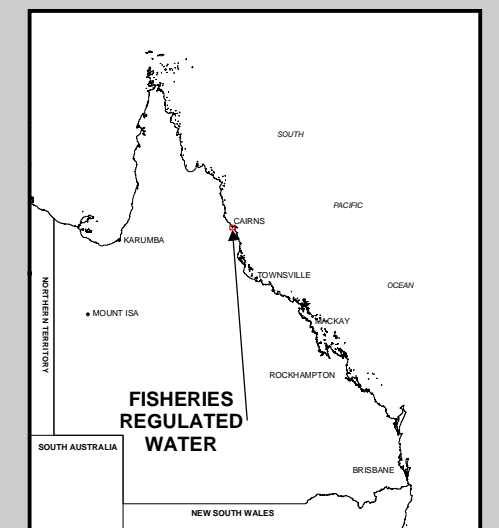 SOUTH
PACIFIC
CAIRNS
KARUMBA
TOWNSVILLE
OCEAN
NORTHERN TERRITORY
MOUNT ISA
MACKAY
ROCKHAMPTON
FISHERIES
REGULATED
WATER
SOUTH AUSTRALIA
BRISBANE
NEW SOUTH WALES